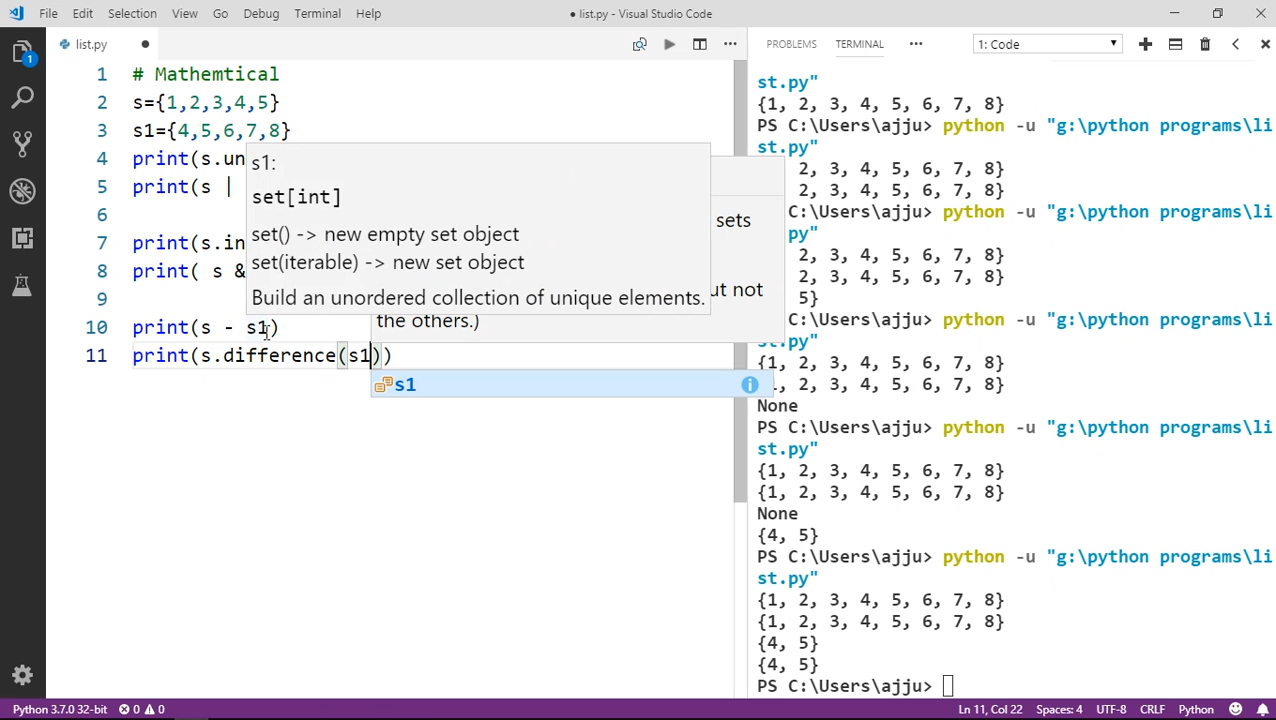 File Edit Selection View Go Debug Terminal Help
● list.py - Visual Studio Code
list.py
PROBLEMS TERMINAL 1: Code
1 # Mathemtical
2 s={1,2,3,4,5}
3 s1={4,5,6,7,8}
4 print(s.un
5 print(s |
6
7 print(s.in
8 print( s &
9
10 print(s - s1)
11 print(s.difference(s1))
s1:
set[int]
set() -> new empty set object
set(iterable) -> new set object
Build an unordered collection of unique elements.
sets
ut not
the others.)
s1
1
st.py"
{1, 2, 3, 4, 5, 6, 7, 8}
PS C:\Users\ajju> python -u "g:\python programs\li
st.py"
2, 3, 4, 5, 6, 7, 8}
2, 3, 4, 5, 6, 7, 8}
C:\Users\ajju> python -u "g:\python programs\li
py"
2, 3, 4, 5, 6, 7, 8}
2, 3, 4, 5, 6, 7, 8}
5}
C:\Users\ajju> python -u "g:\python programs\li
st.py"
{1, 2, 3, 4, 5, 6, 7, 8}
, 2, 3, 4, 5, 6, 7, 8}
None
PS C:\Users\ajju> python -u "g:\python programs\li
st.py"
{1, 2, 3, 4, 5, 6, 7, 8}
{1, 2, 3, 4, 5, 6, 7, 8}
None
{4, 5}
PS C:\Users\ajju> python -u "g:\python programs\li
st.py"
{1, 2, 3, 4, 5, 6, 7, 8}
{1, 2, 3, 4, 5, 6, 7, 8}
{4, 5}
{4, 5}
PS C:\Users\ajju>
Python 3.7.0 32-bit 0 0 Ln 11, Col 22 Spaces: 4 UTF-8 CRLF Python